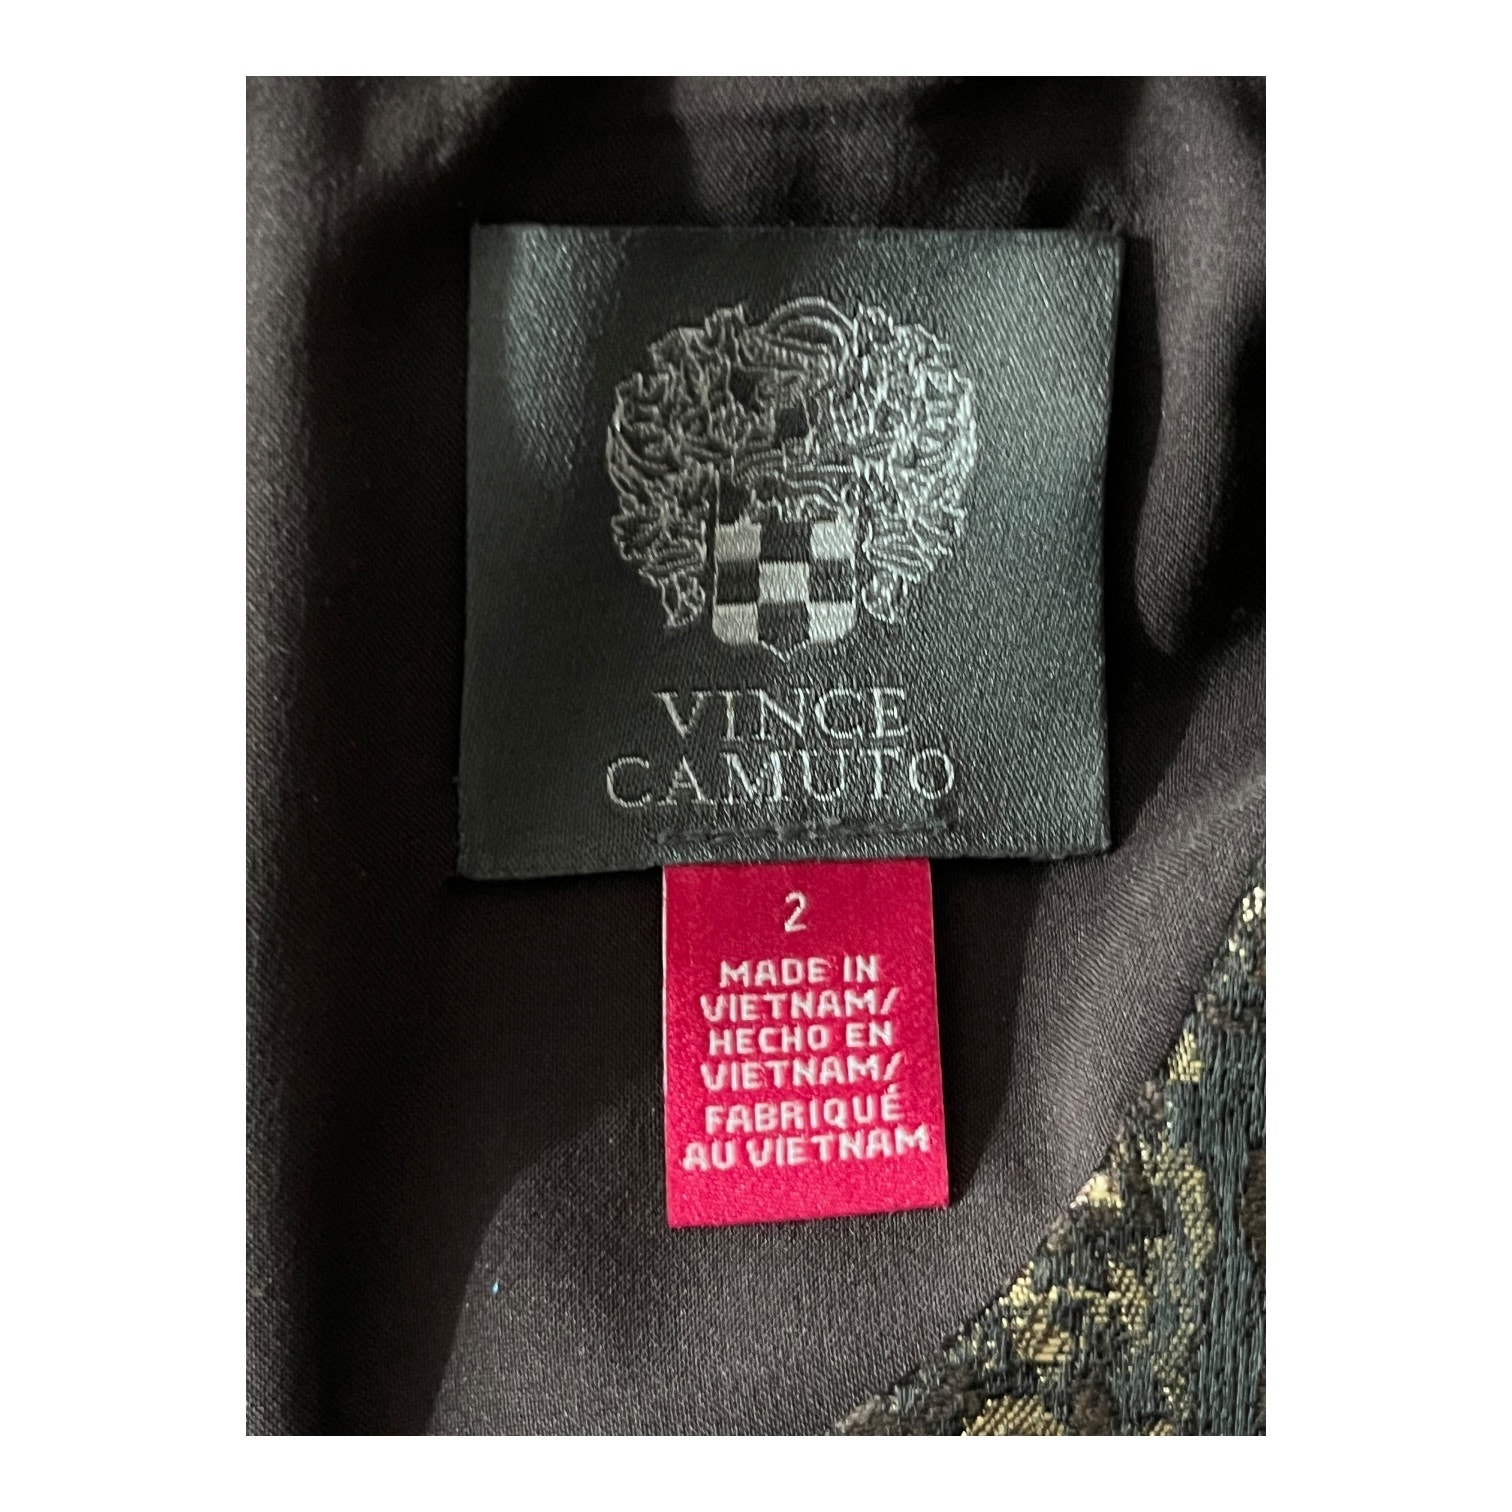 VINCE
CAMUTO
2
MADE IN
VIETNAM/
HECHO EN
VIETNAM/
FABRIQUÉ
AU VIETNAM